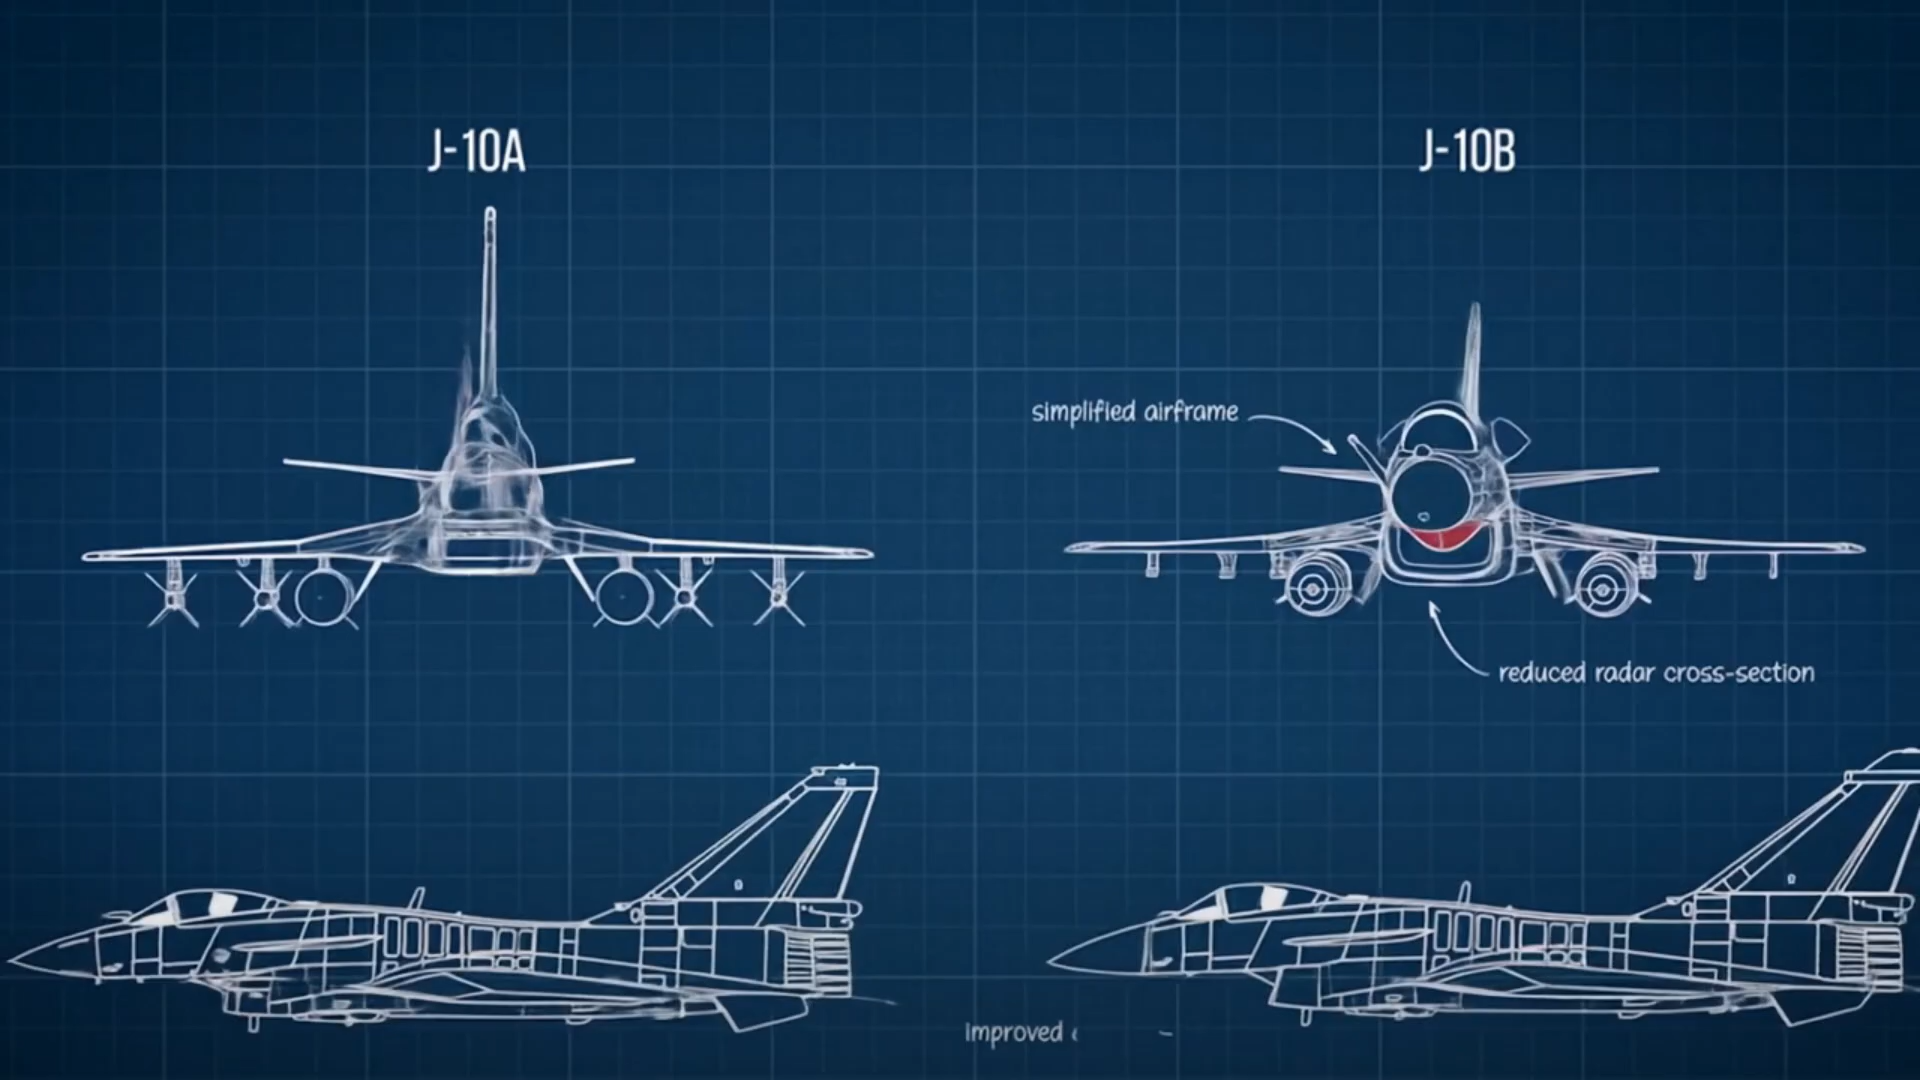 J-10A
J-10B
simplified airframe
reduced radar cross-section
Improved